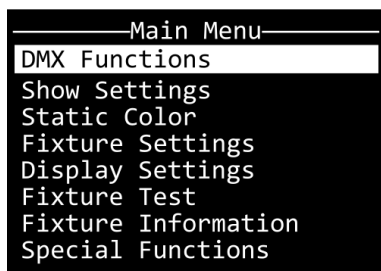 Main Menu
DMX Functions
Show Settings
Static Color
Fixture Settings
Display Settings
Fixture Test
Fixture Information
Special Functions